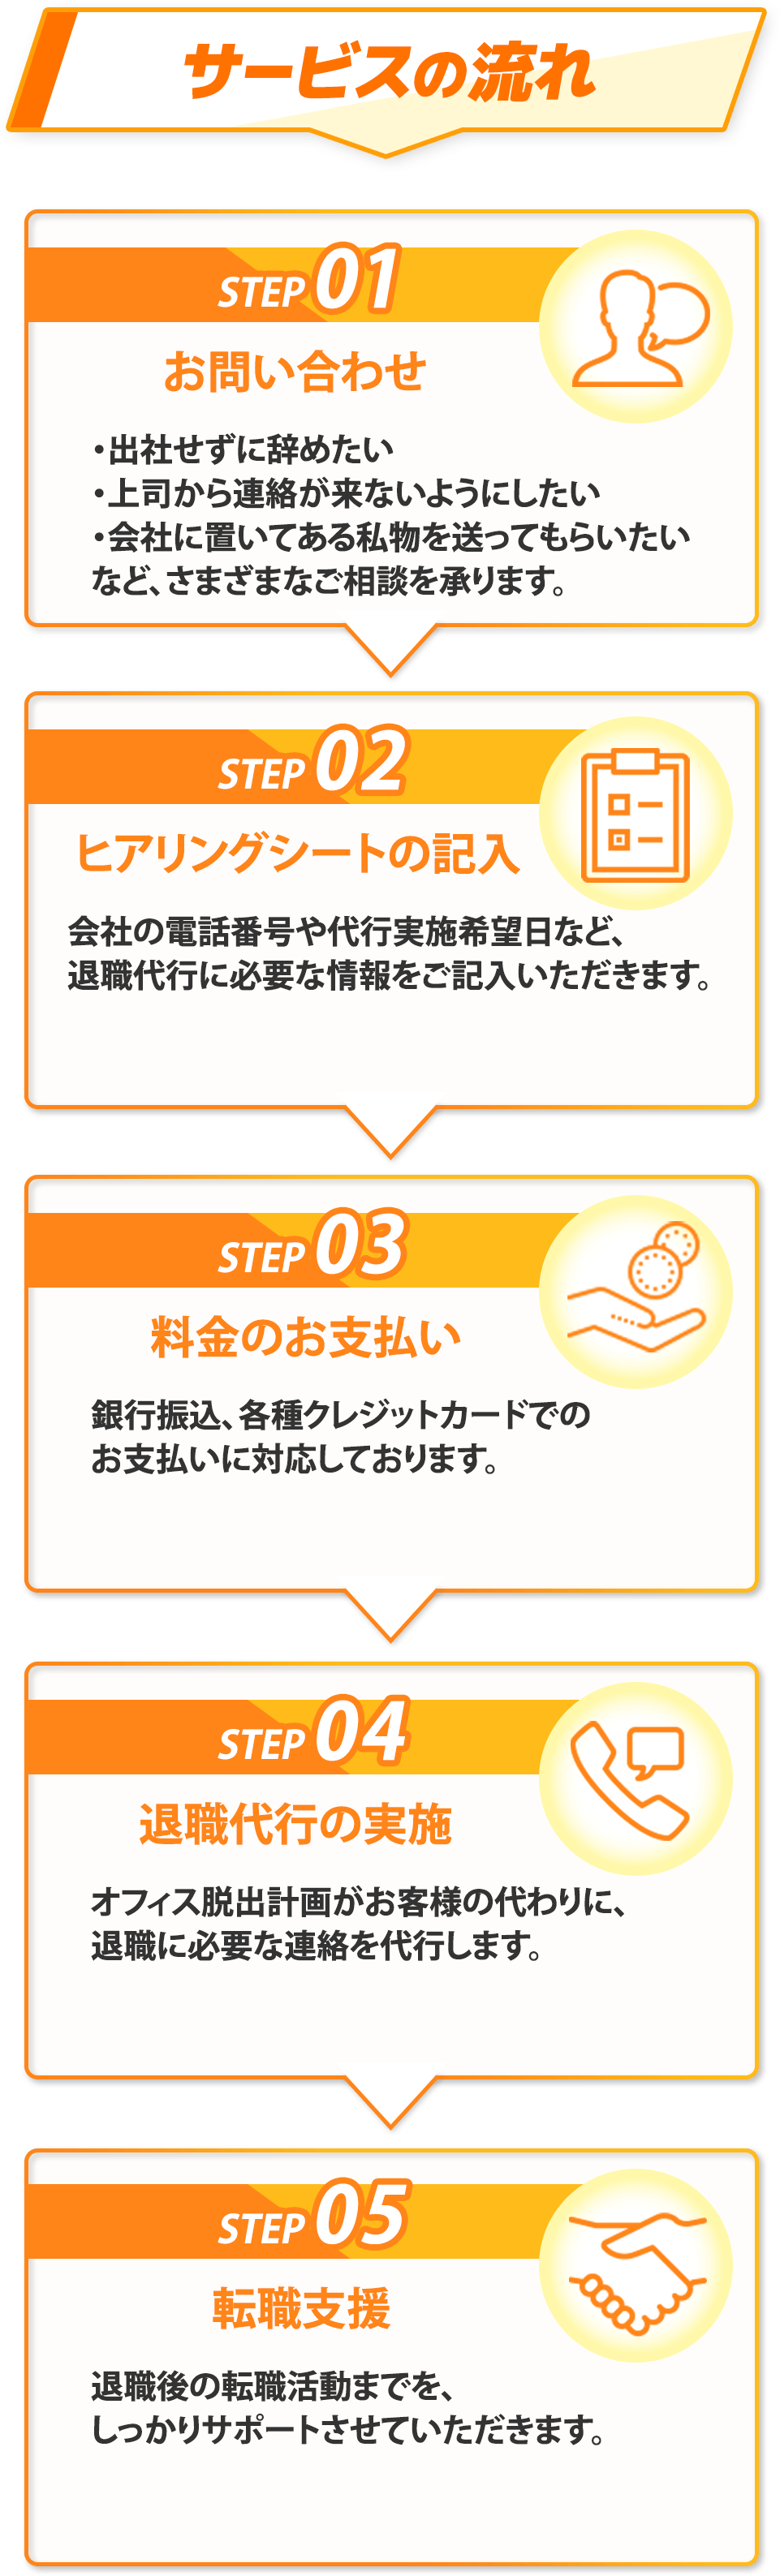 サービスの流れ
STEP 01
お問い合わせ
・出社せずに辞めたい
・上司から連絡が来ないようにしたい
・会社に置いてある私物を送ってもらいたい
など、さまざまなご相談を承ります。
STEP 02
ヒアリングシートの記入
会社の電話番号や代行実施希望日など、
退職代行に必要な情報をご記入いただきます。
STEP 03
料金のお支払い
銀行振込、各種クレジットカードでの
お支払いに対応しております。
STEP 04
退職代行の実施
オフィス脱出計画がお客様の代わりに、
退職に必要な連絡を代行します。
STEP 05
転職支援
退職後の転職活動までを、
しっかりサポートさせていただきます。